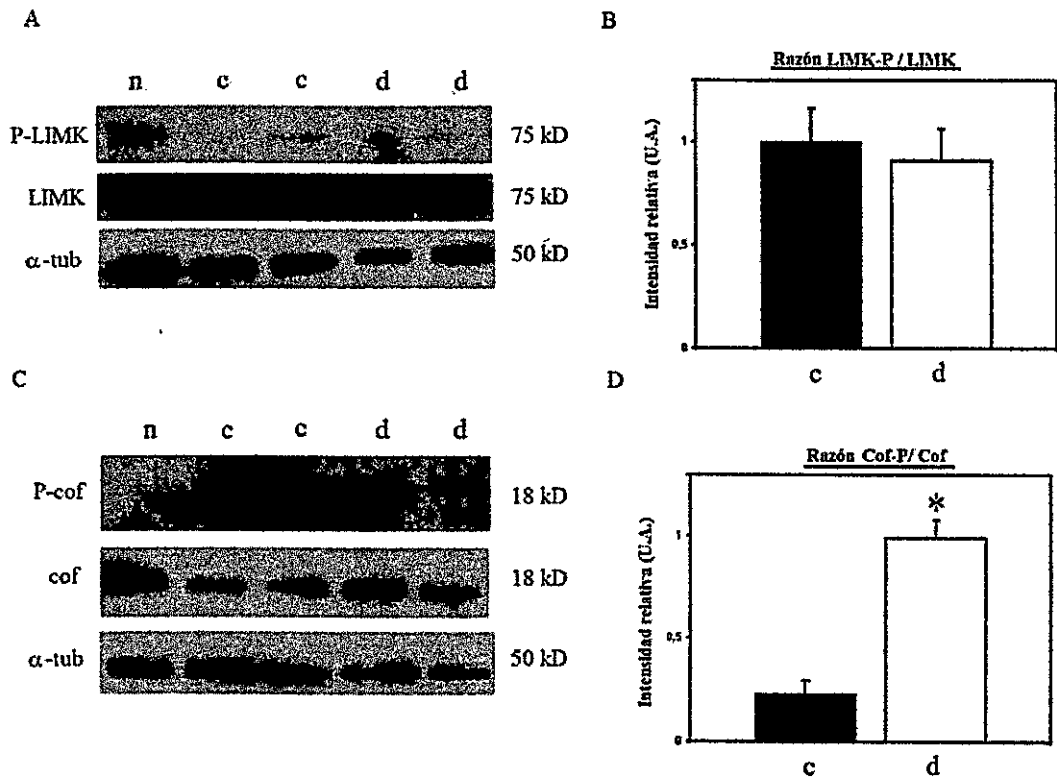 A
n c c d d
P-LIMK 75 kD
LIMK 75 kD
α-tub 50 kD
B
Razón LIMK-P / LIMK
Intensidad relativa (U.A.)
1
0.5
0
c d
C
n c c d d
P-cof 18 kD
cof 18 kD
α-tub 50 kD
D
Razón Cof-P/ Cof
Intensidad relativa (U.A.)
*
1
0.5
0
c d